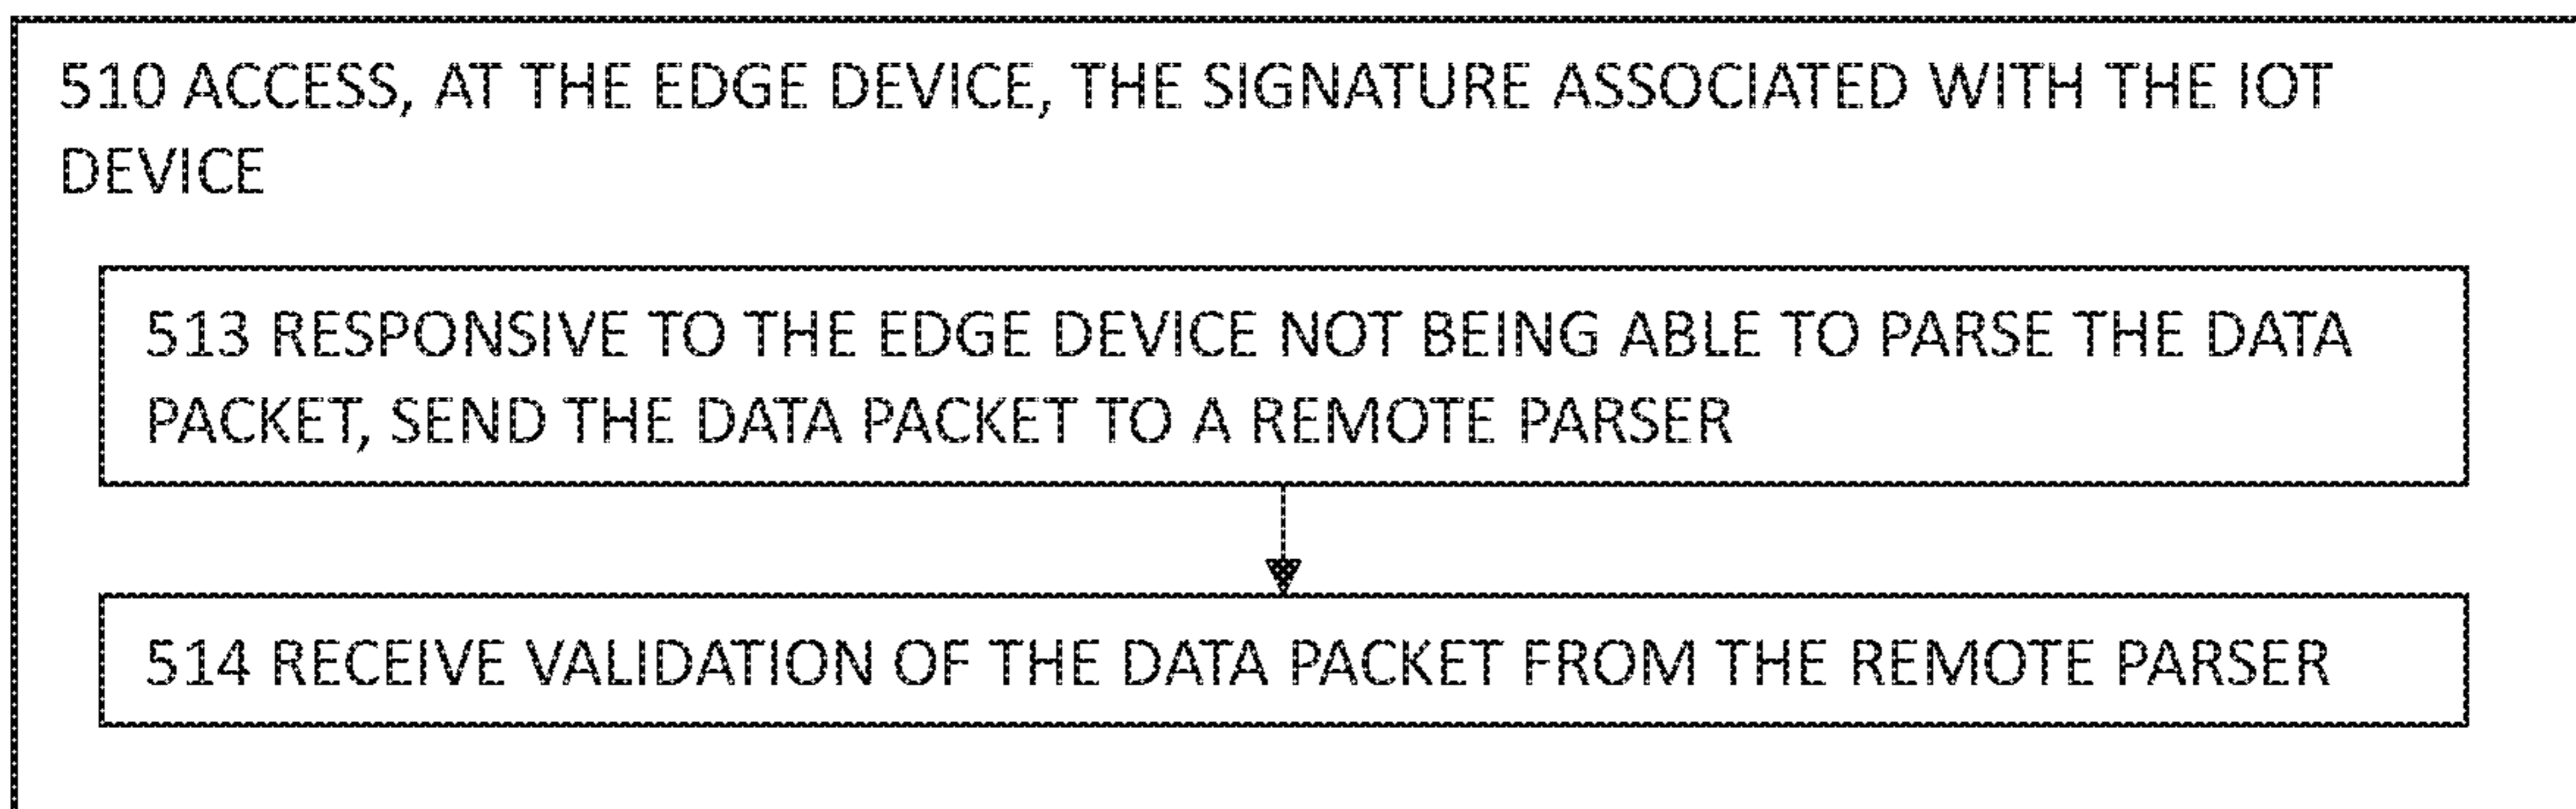 510 ACCESS, AT THE EDGE DEVICE, THE SIGNATURE ASSOCIATED WITH THE IOT
DEVICE
513 RESPONSIVE TO THE EDGE DEVICE NOT BEING ABLE TO PARSE THE DATA
PACKET, SEND THE DATA PACKET TO A REMOTE PARSER
514 RECEIVE VALIDATION OF THE DATA PACKET FROM THE REMOTE PARSER